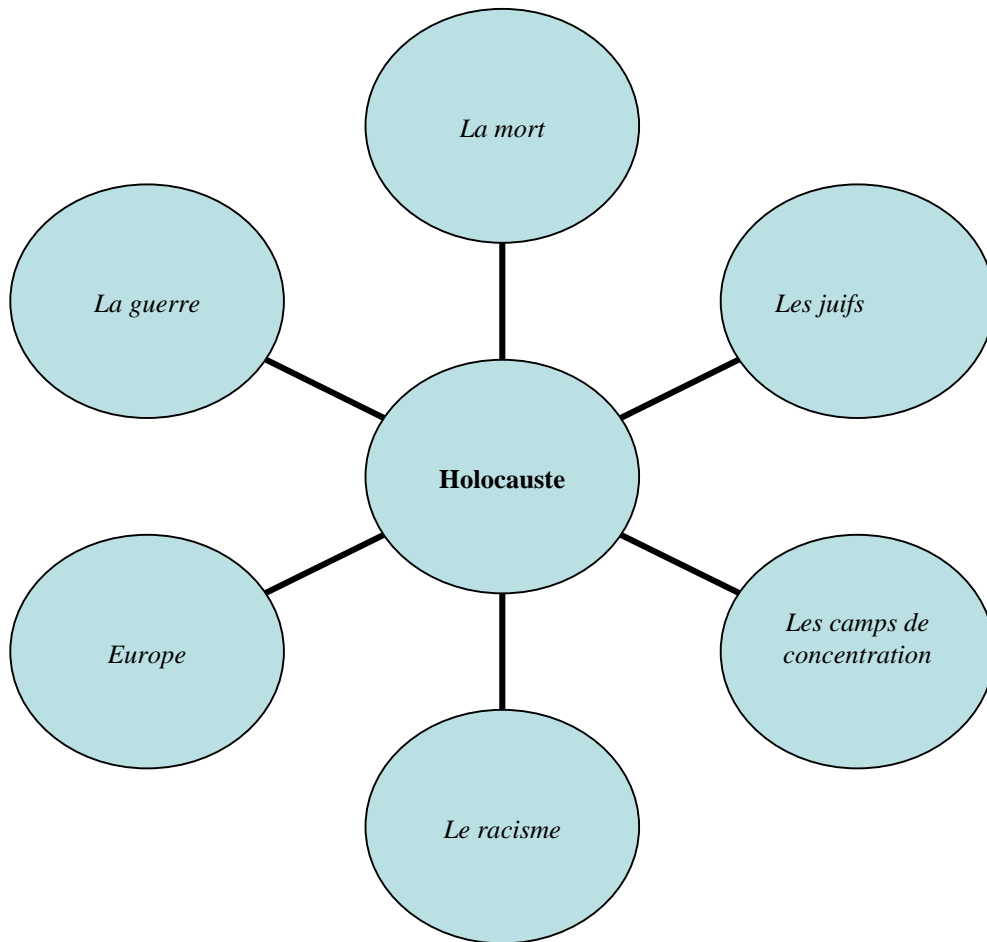 La mort
La guerre
Les juifs
Holocauste
Europe
Les camps de
concentration
Le racisme